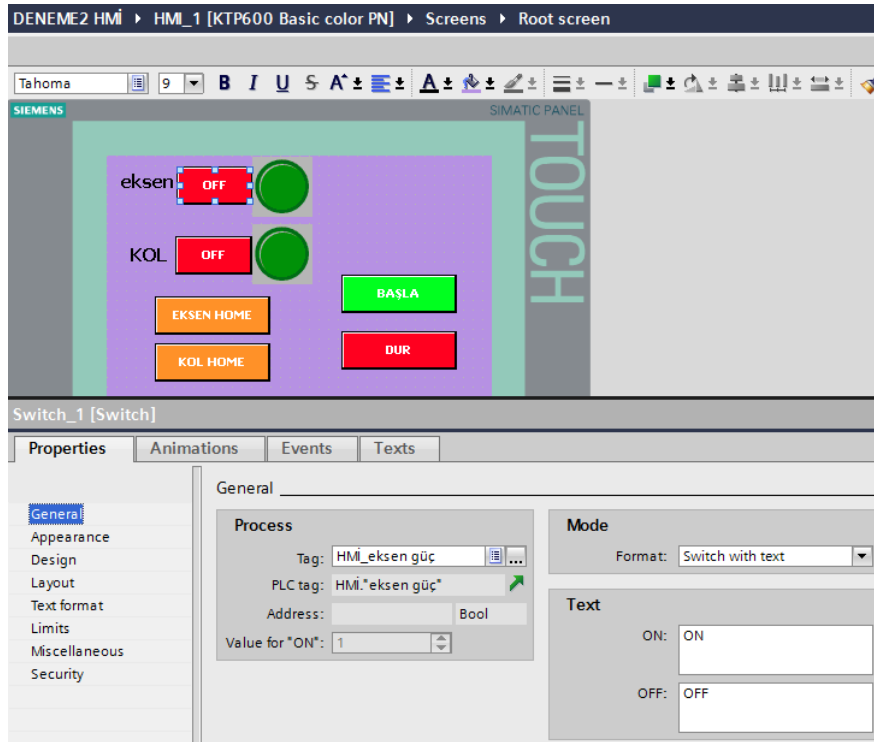 DENEME2 HMİ ▸ HMI_1 [KTP600 Basic color PN] ▸ Screens ▸ Root screen
Tahoma 9 B I U S A A
SIEMENS SIMATIC PANEL
TOUCH
eksen OFF
KOL OFF
BAŞLA
EKSEN HOME
DUR
KOL HOME
Switch_1 [Switch]
Properties Animations Events Texts
General
General
Process Mode
Appearance
Tag: HMİ_eksen güç ... Format: Switch with text
Design
PLC tag: HMİ."eksen güç"
Layout
Text format Text
Address: Bool
Limits
Value for "ON": 1 ON: ON
Miscellaneous
Security
OFF: OFF